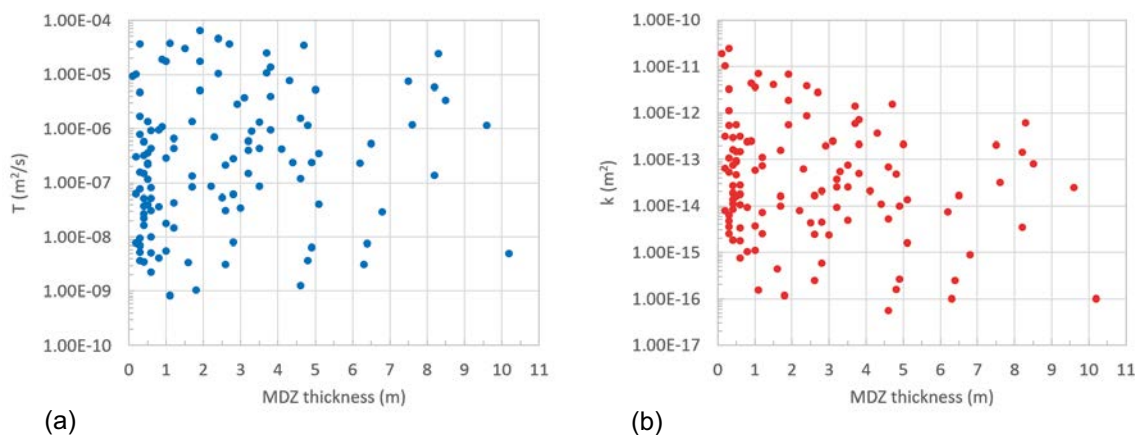 1.00E-04
1.00E-05
1.00E-06
1.00E-07
1.00E-08
1.00E-09
1.00E-10
T (m²/s)
0 1 2 3 4 5 6 7 8 9 10 11
MDZ thickness (m)
(a)
1.00E-10
1.00E-11
1.00E-12
1.00E-13
1.00E-14
1.00E-15
1.00E-16
1.00E-17
k (m²)
0 1 2 3 4 5 6 7 8 9 10 11
MDZ thickness (m)
(b)